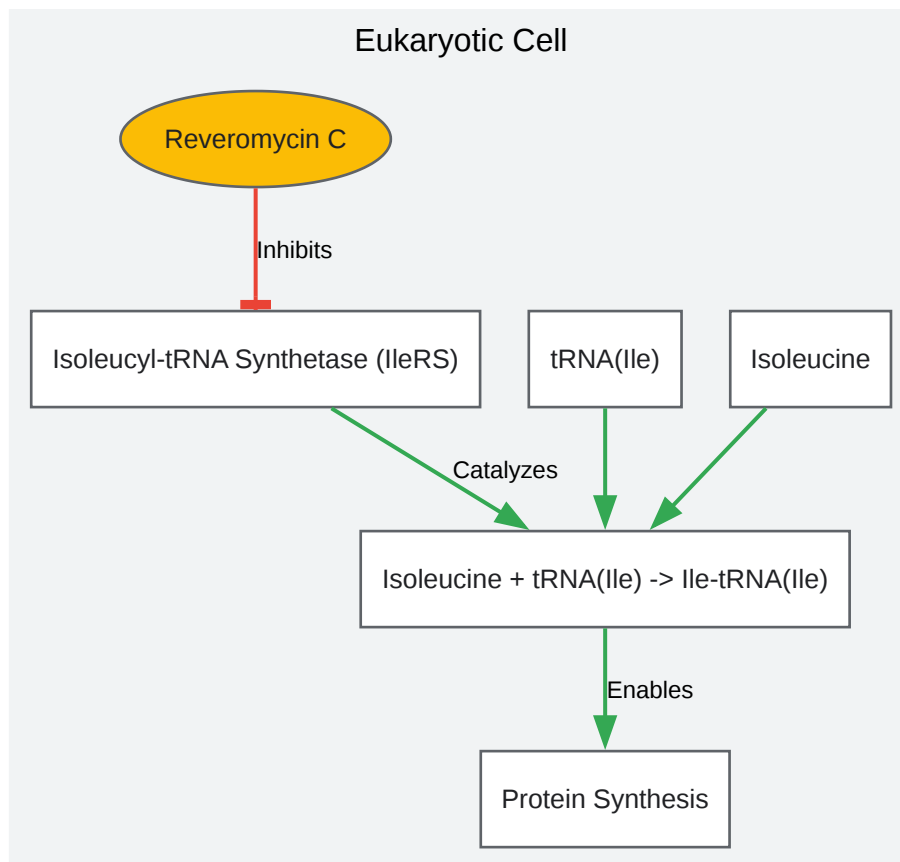 Eukaryotic Cell
Reveromycin C
Inhibits
Isoleucyl-tRNA Synthetase (IleRS)
tRNA(Ile)
Isoleucine
Catalyzes
Isoleucine + tRNA(Ile) -> Ile-tRNA(Ile)
Enables
Protein Synthesis